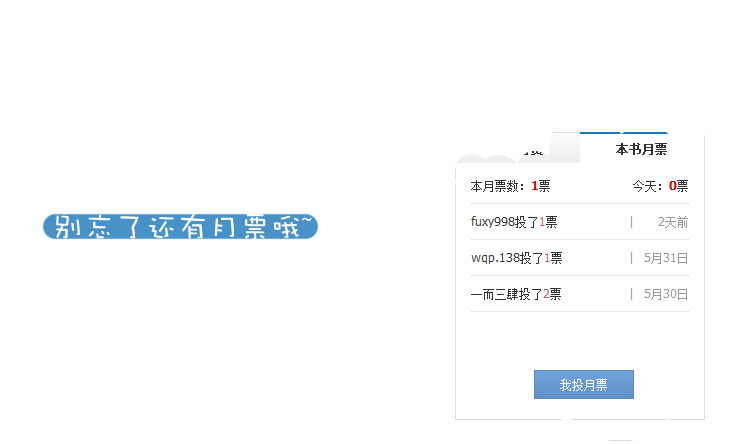 本书月票
本月票数：1票 今天：0票
别忘了还有月票哦~
fuxy998投了1票 | 2天前
wqp.138投了1票 | 5月31日
一而三肆投了2票 | 5月30日
我投月票